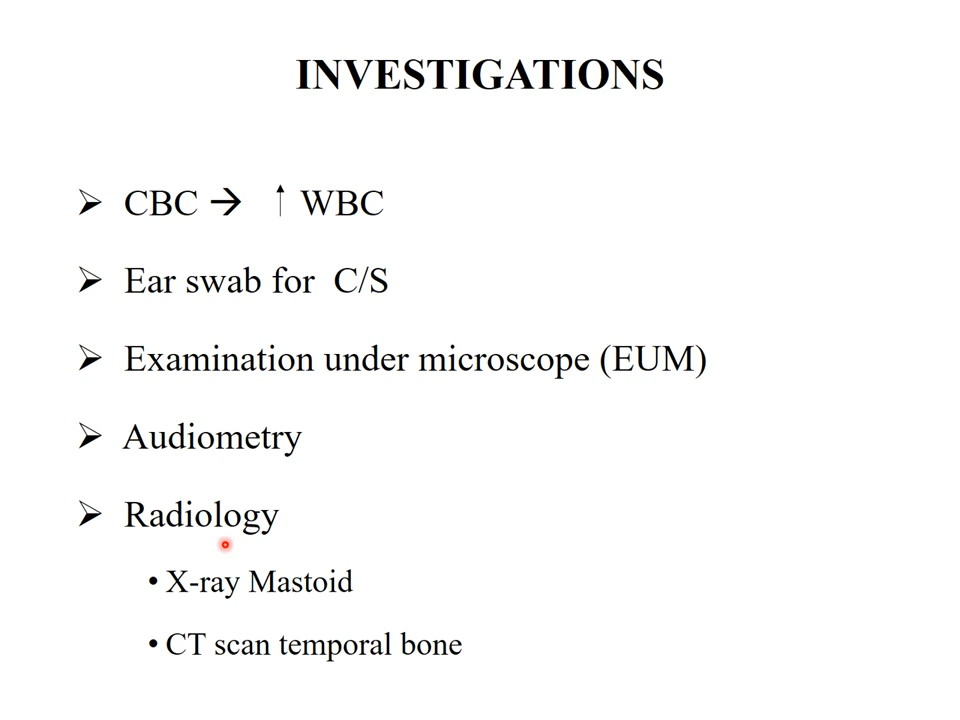 INVESTIGATIONS
➢ CBC → ↑ WBC
➢ Ear swab for C/S
➢ Examination under microscope (EUM)
➢ Audiometry
➢ Radiology
• X-ray Mastoid
• CT scan temporal bone